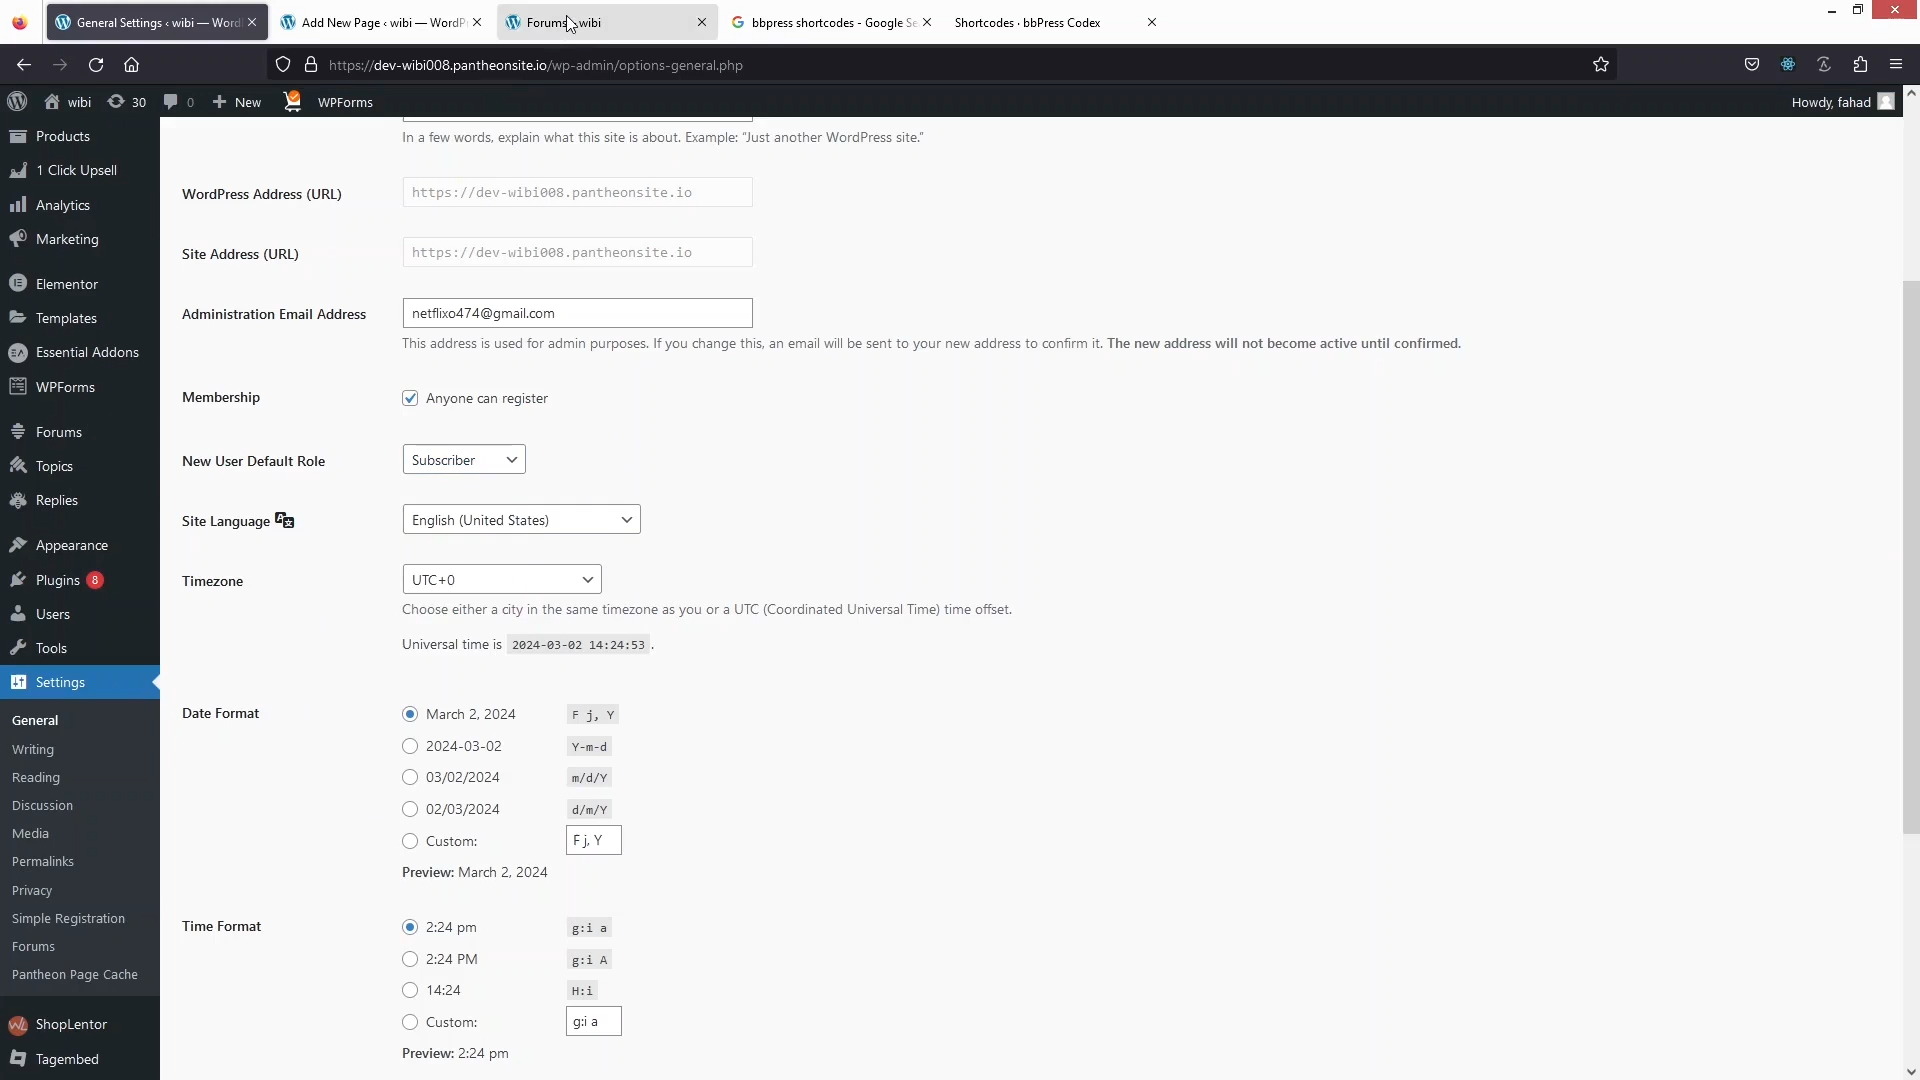 General Settings ‹ wibi — Word
Add New Page ‹ wibi — WordP
Forums
wibi
bbpress shortcodes - Google Se
Shortcodes · bbPress Codex
https://dev-wibi008.pantheonsite.io/wp-admin/options-general.php
wibi
30
0
New
WPForms
Howdy, fahad
Products
1 Click Upsell
Analytics
Marketing
Elementor
Templates
Essential Addons
WPForms
Forums
Topics
Replies
Appearance
Plugins 8
Users
Tools
Settings
General
Writing
Reading
Discussion
Media
Permalinks
Privacy
Simple Registration
Forums
Pantheon Page Cache
ShopLentor
Tagembed
In a few words, explain what this site is about. Example: “Just another WordPress site.”
WordPress Address (URL)
https://dev-wibi008.pantheonsite.io
Site Address (URL)
https://dev-wibi008.pantheonsite.io
Administration Email Address
netflixo474@gmail.com
This address is used for admin purposes. If you change this, an email will be sent to your new address to confirm it. The new address will not become active until confirmed.
Membership
Anyone can register
New User Default Role
Subscriber
Site Language
English (United States)
Timezone
UTC+0
Choose either a city in the same timezone as you or a UTC (Coordinated Universal Time) time offset.
Universal time is 2024-03-02 14:24:53 .
Date Format
March 2, 2024 F j, Y
2024-03-02 Y-m-d
03/02/2024 m/d/Y
02/03/2024 d/m/Y
Custom: F j, Y
Preview: March 2, 2024
Time Format
2:24 pm g:i a
2:24 PM g:i A
14:24 H:i
Custom: g:i a
Preview: 2:24 pm